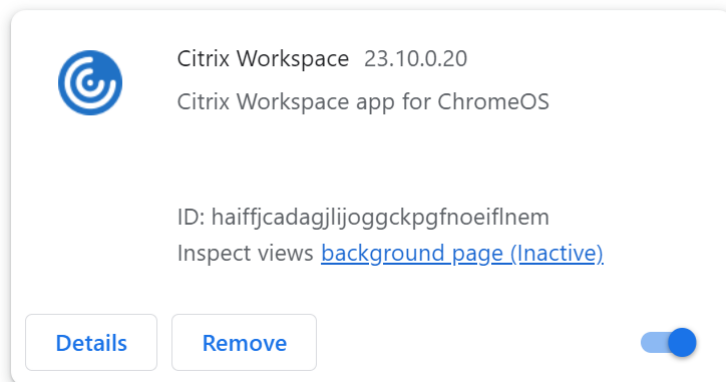 Citrix Workspace 23.10.0.20
Citrix Workspace app for ChromeOS
ID: haiffjcadagjlijoggckpgfnoeiflnem
Inspect views background page (Inactive)
Details Remove